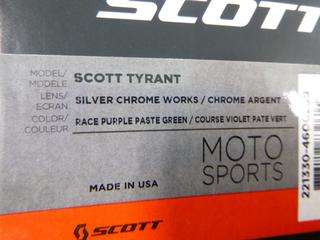 SCOTT
MODEL/
MODELE
SCOTT TYRANT
LENS/
ECRAN
SILVER CHROME WORKS / CHROME ARGENT
COLOR/
COULEUR
RACE PURPLE PASTE GREEN / COURSE VIOLET PATE VERT
MOTO
SPORTS
MADE IN USA
SCOTT